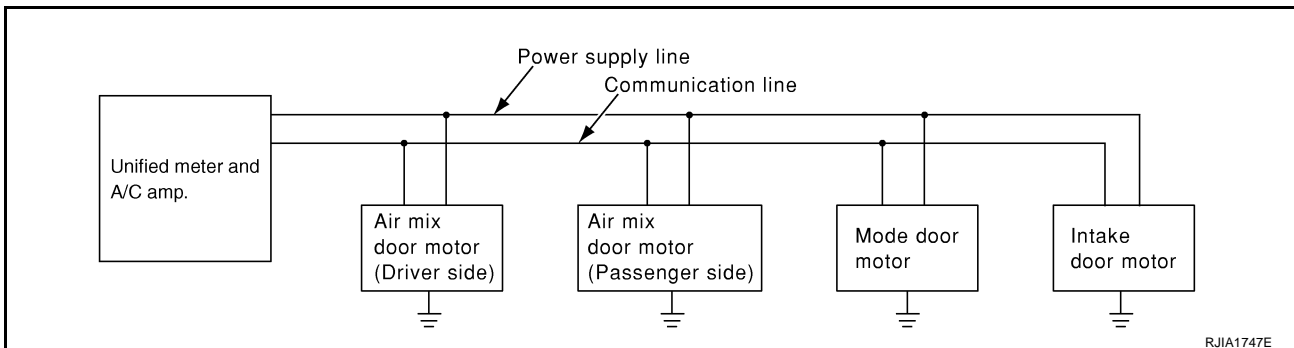 Power supply line
Communication line
Unified meter and
A/C amp.
Air mix
door motor
(Driver side)
Air mix
door motor
(Passenger side)
Mode door
motor
Intake
door motor
RJIA1747E